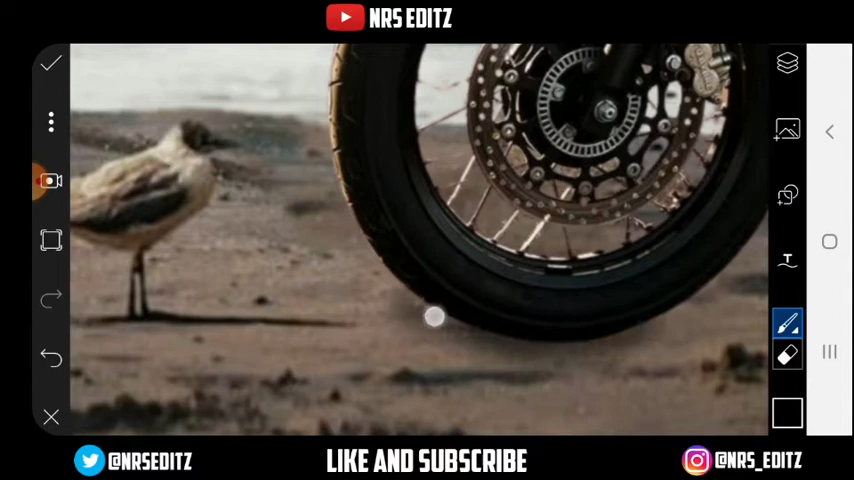 NRS EDITZ
T
@NRSEDITZ
LIKE AND SUBSCRIBE
@NRS_EDITZ